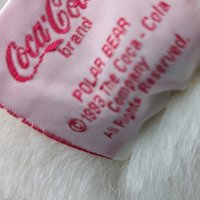 Coca-Cola
brand
POLAR BEAR
© 1993 The Coca-Cola
Company
All Rights Reserved.